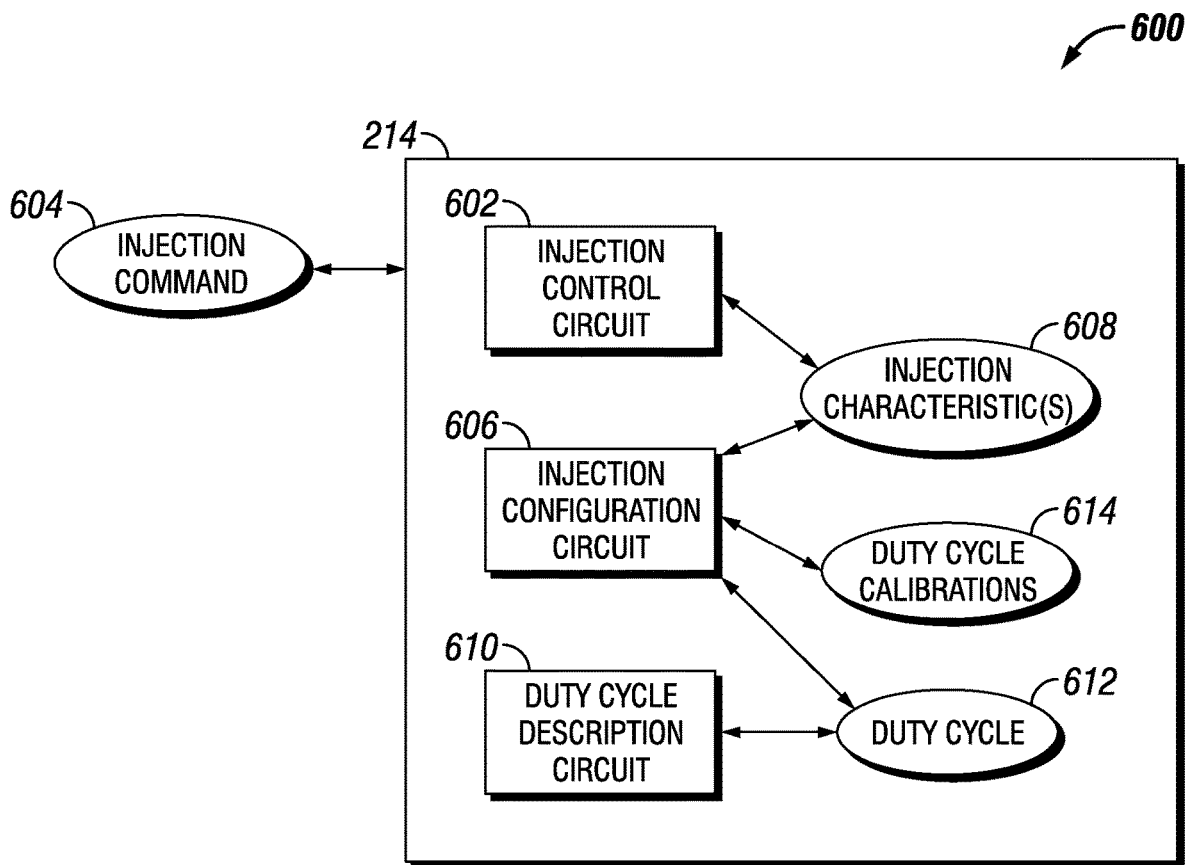 600
214
604
INJECTION
COMMAND
602
INJECTION
CONTROL
CIRCUIT
608
INJECTION
CHARACTERISTIC(S)
606
INJECTION
CONFIGURATION
CIRCUIT
614
DUTY CYCLE
CALIBRATIONS
610
DUTY CYCLE
DESCRIPTION
CIRCUIT
612
DUTY CYCLE